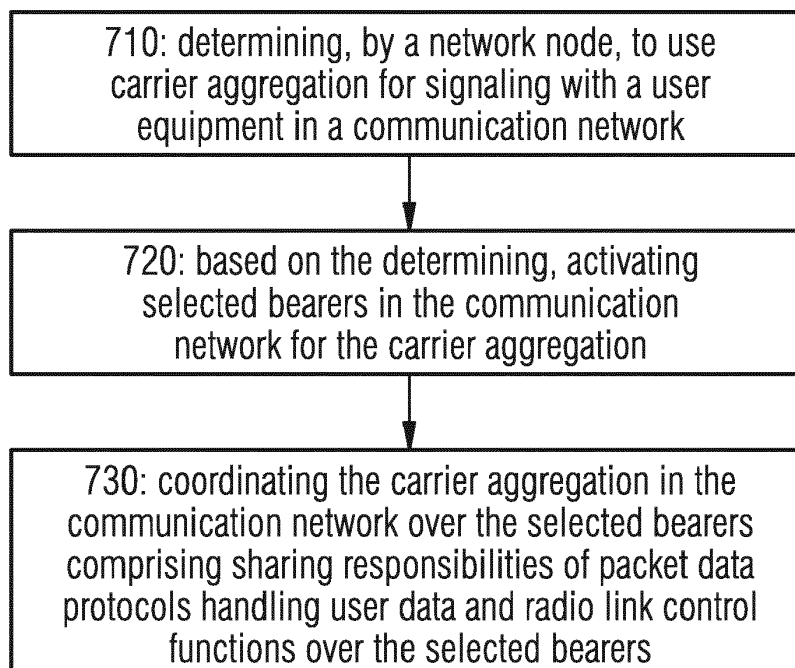 710: determining, by a network node, to use
carrier aggregation for signaling with a user
equipment in a communication network
720: based on the determining, activating
selected bearers in the communication
network for the carrier aggregation
730: coordinating the carrier aggregation in the
communication network over the selected bearers
comprising sharing responsibilities of packet data
protocols handling user data and radio link control
functions over the selected bearers